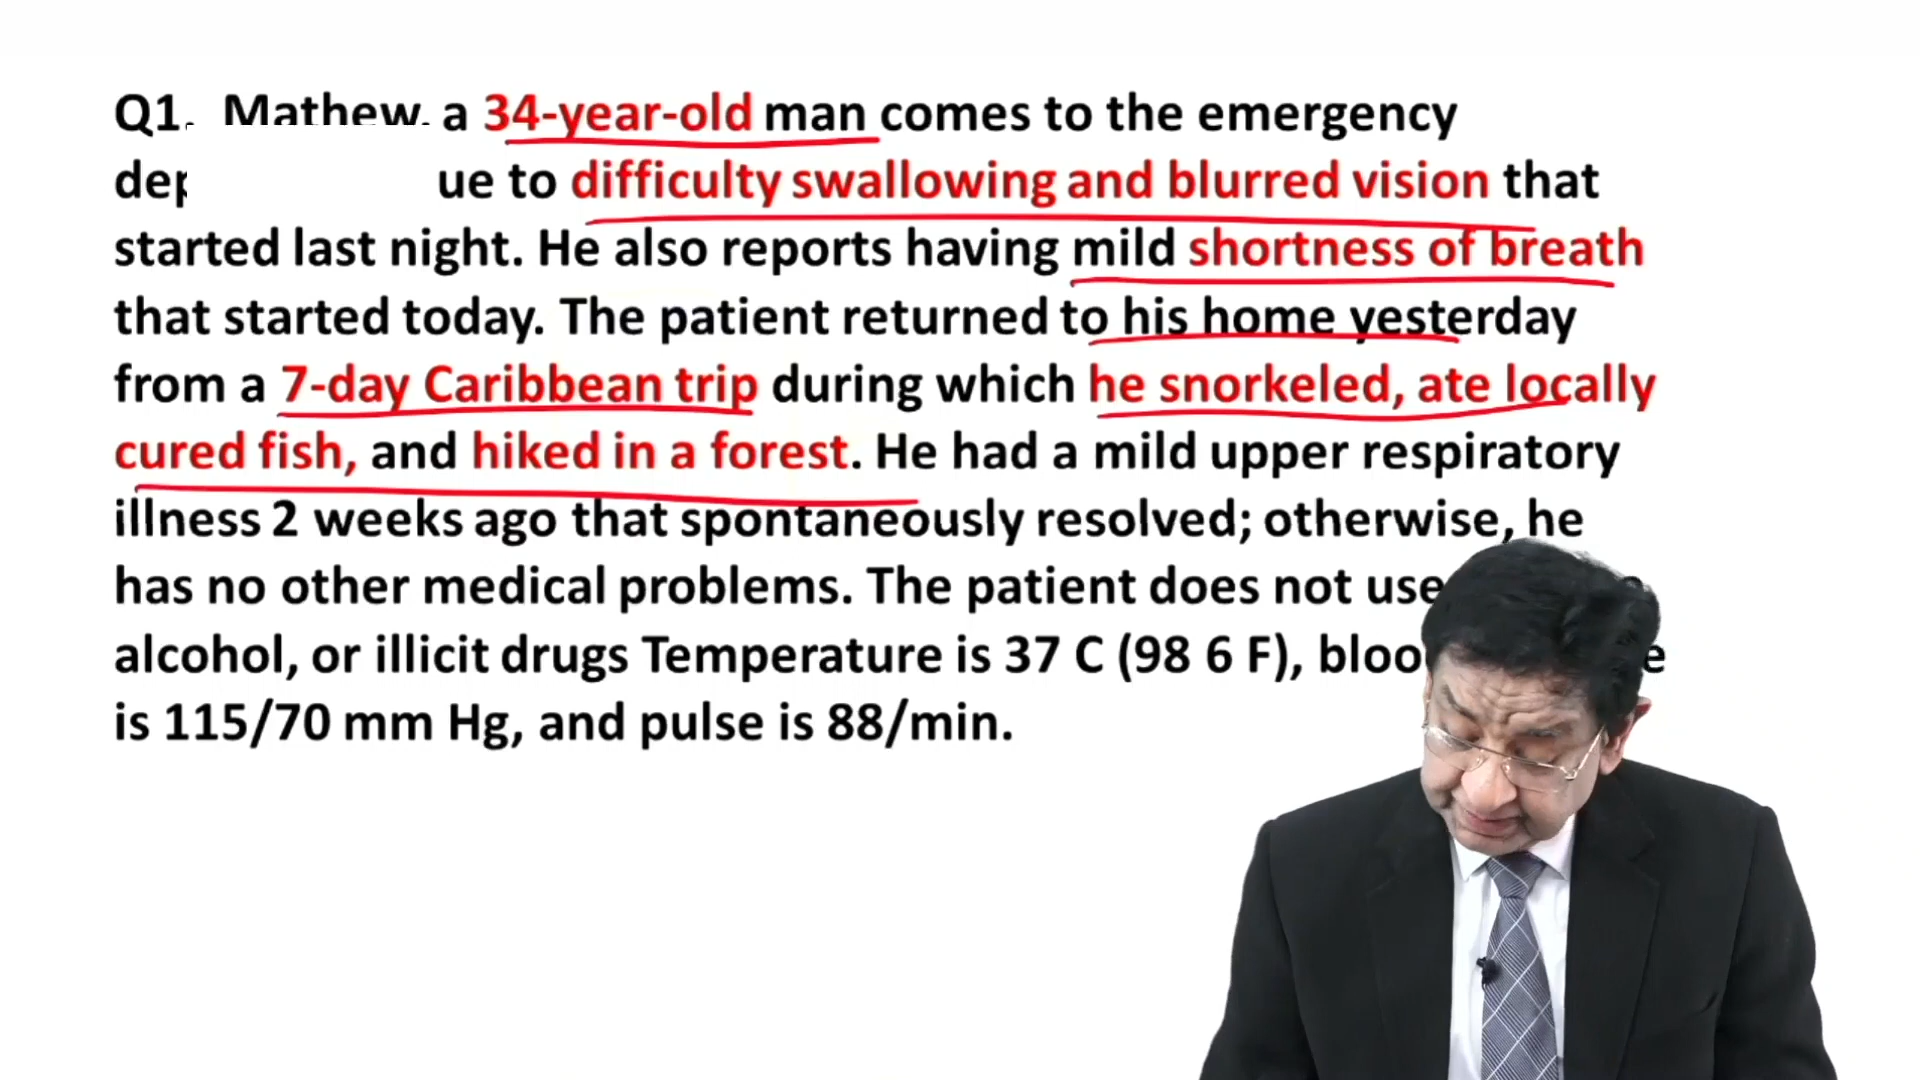 Q1. Mathew, a 34-year-old man comes to the emergency
ue to difficulty swallowing and blurred vision that
started last night. He also reports having mild shortness of breath
that started today. The patient returned to his home yesterday
from a 7-day Caribbean trip during which he snorkeled, ate locally
cured fish, and hiked in a forest. He had a mild upper respiratory
illness 2 weeks ago that spontaneously resolved; otherwise, he
has no other medical problems. The patient does not use
alcohol, or illicit drugs Temperature is 37 C (98 6 F), bloo e
is 115/70 mm Hg, and pulse is 88/min.